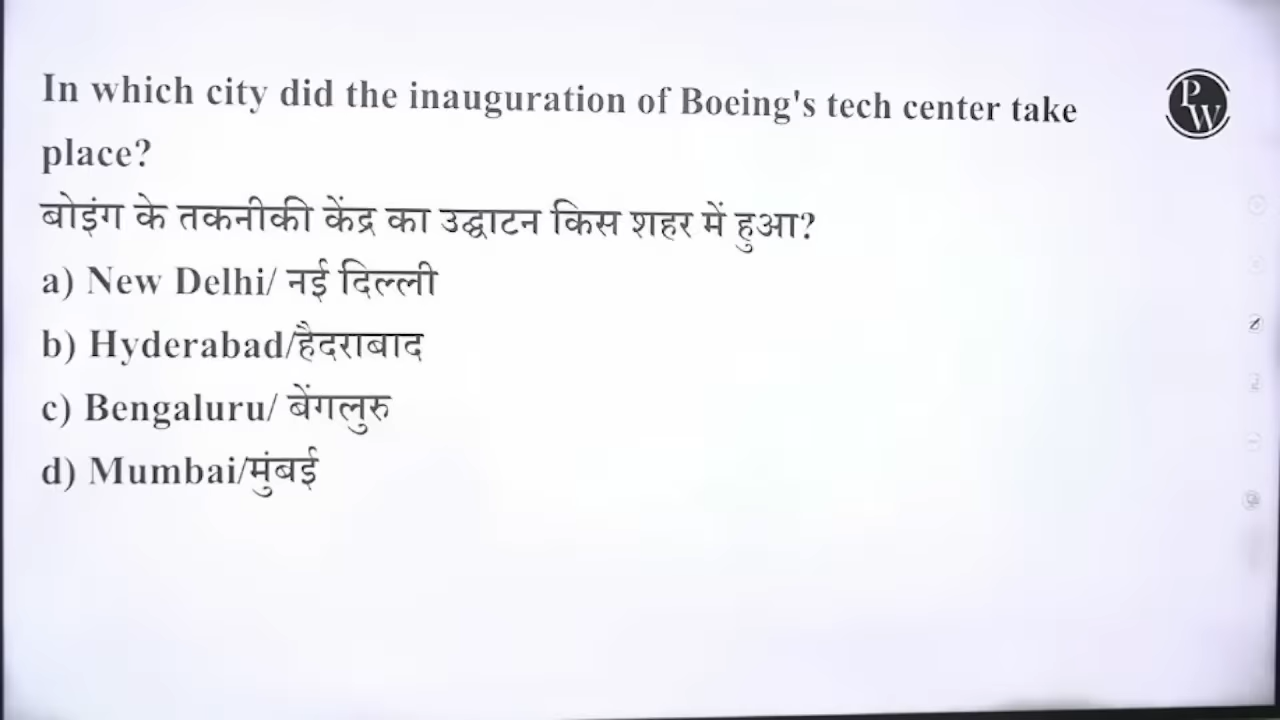 In which city did the inauguration of Boeing's tech center take
place?
बोइंग के तकनीकी केंद्र का उद्घाटन किस शहर में हुआ?
a) New Delhi/ नई दिल्ली
b) Hyderabad/हैदराबाद
c) Bengaluru/ बेंगलुरु
d) Mumbai/मुंबई
PW